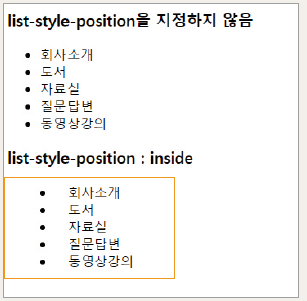 list-style-position을 지정하지 않음
• 회사소개
• 도서
• 자료실
• 질문답변
• 동영상강의
list-style-position : inside
• 회사소개
• 도서
• 자료실
• 질문답변
• 동영상강의